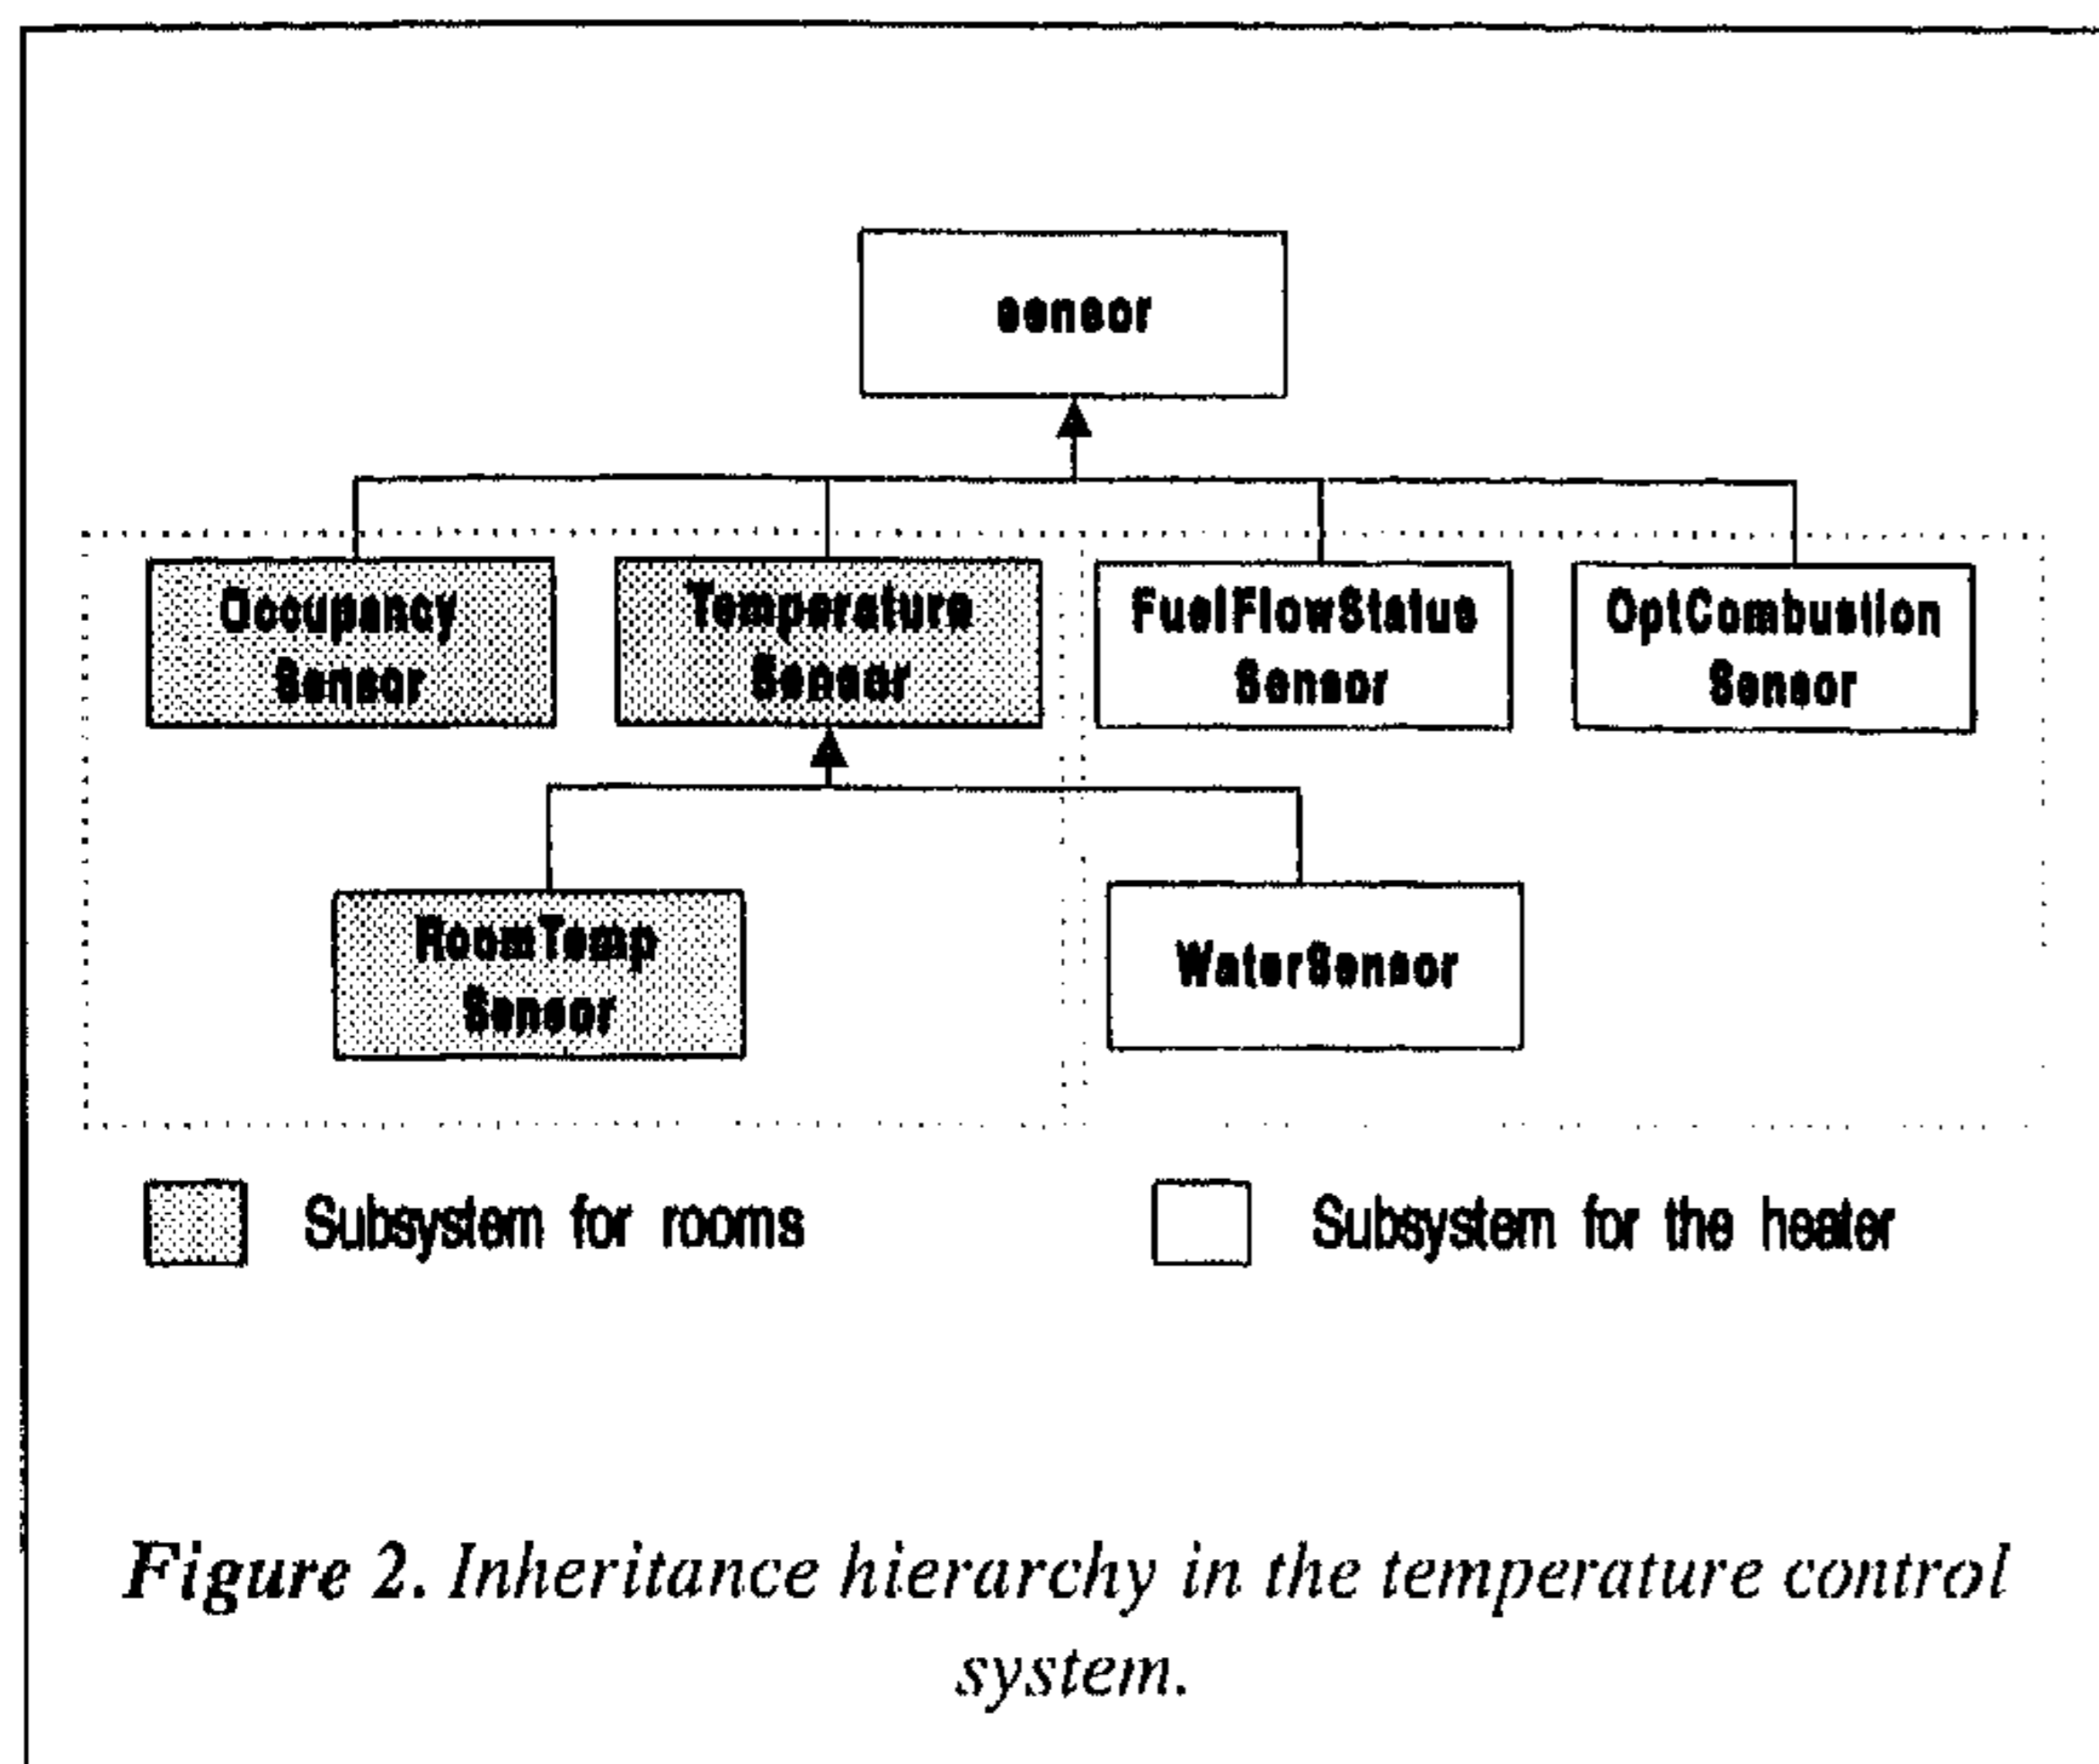 sensor
Occupancy
Sensor
Temperature
Sensor
FuelFlowStatus
Sensor
OptCombustion
Sensor
RoomTemp
Sensor
WaterSensor
Subsystem for rooms
Subsystem for the heater
Figure 2. Inheritance hierarchy in the temperature control
system.